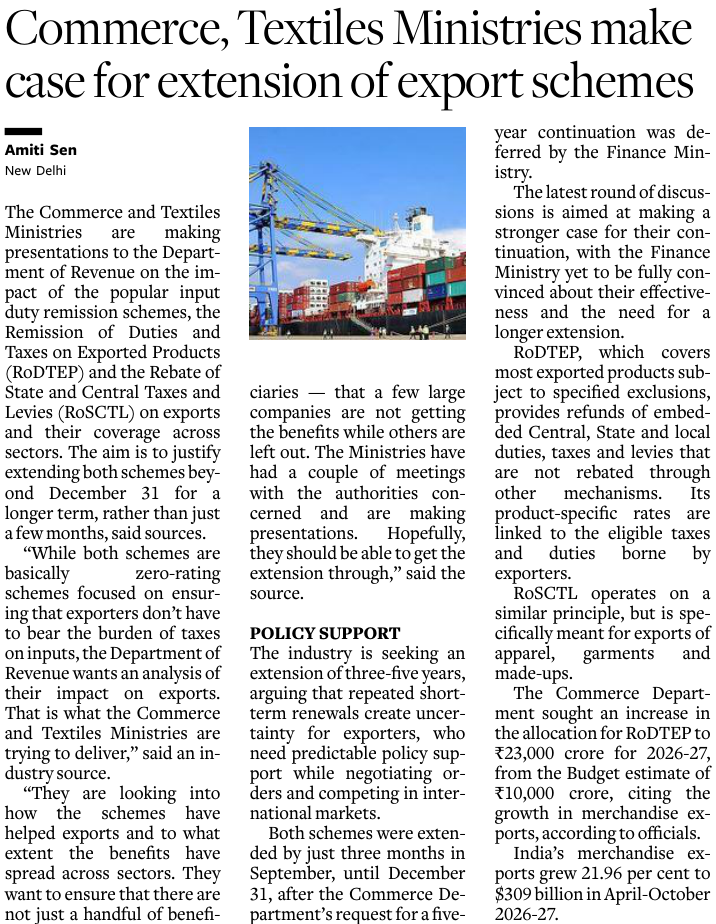 Commerce, Textiles Ministries make
case for extension of export schemes
Amiti Sen
New Delhi
The Commerce and Textiles
Ministries are making
presentations to the Depart-
ment of Revenue on the im-
pact of the popular input
duty remission schemes, the
Remission of Duties and
Taxes on Exported Products
(RoDTEP) and the Rebate of
State and Central Taxes and
Levies (RoSCTL) on exports
and their coverage across
sectors. The aim is to justify
extending both schemes bey-
ond December 31 for a
longer term, rather than just
a few months, said sources.
“While both schemes are
basically zero-rating
schemes focused on ensur-
ing that exporters don’t have
to bear the burden of taxes
on inputs, the Department of
Revenue wants an analysis of
their impact on exports.
That is what the Commerce
and Textiles Ministries are
trying to deliver,” said an in-
dustry source.
“They are looking into
how the schemes have
helped exports and to what
extent the benefits have
spread across sectors. They
want to ensure that there are
not just a handful of benefi-
ciaries — that a few large
companies are not getting
the benefits while others are
left out. The Ministries have
had a couple of meetings
with the authorities con-
cerned and are making
presentations. Hopefully,
they should be able to get the
extension through,” said the
source.
POLICY SUPPORT
The industry is seeking an
extension of three-five years,
arguing that repeated short-
term renewals create uncer-
tainty for exporters, who
need predictable policy sup-
port while negotiating or-
ders and competing in inter-
national markets.
Both schemes were exten-
ded by just three months in
September, until December
31, after the Commerce De-
partment’s request for a five-
year continuation was de-
ferred by the Finance Min-
istry.
The latest round of discus-
sions is aimed at making a
stronger case for their con-
tinuation, with the Finance
Ministry yet to be fully con-
vinced about their effective-
ness and the need for a
longer extension.
RoDTEP, which covers
most exported products sub-
ject to specified exclusions,
provides refunds of embed-
ded Central, State and local
duties, taxes and levies that
are not rebated through
other mechanisms. Its
product-specific rates are
linked to the eligible taxes
and duties borne by
exporters.
RoSCTL operates on a
similar principle, but is spe-
cifically meant for exports of
apparel, garments and
made-ups.
The Commerce Depart-
ment sought an increase in
the allocation for RoDTEP to
₹23,000 crore for 2026-27,
from the Budget estimate of
₹10,000 crore, citing the
growth in merchandise ex-
ports, according to officials.
India’s merchandise ex-
ports grew 21.96 per cent to
$309 billion in April-October
2026-27.